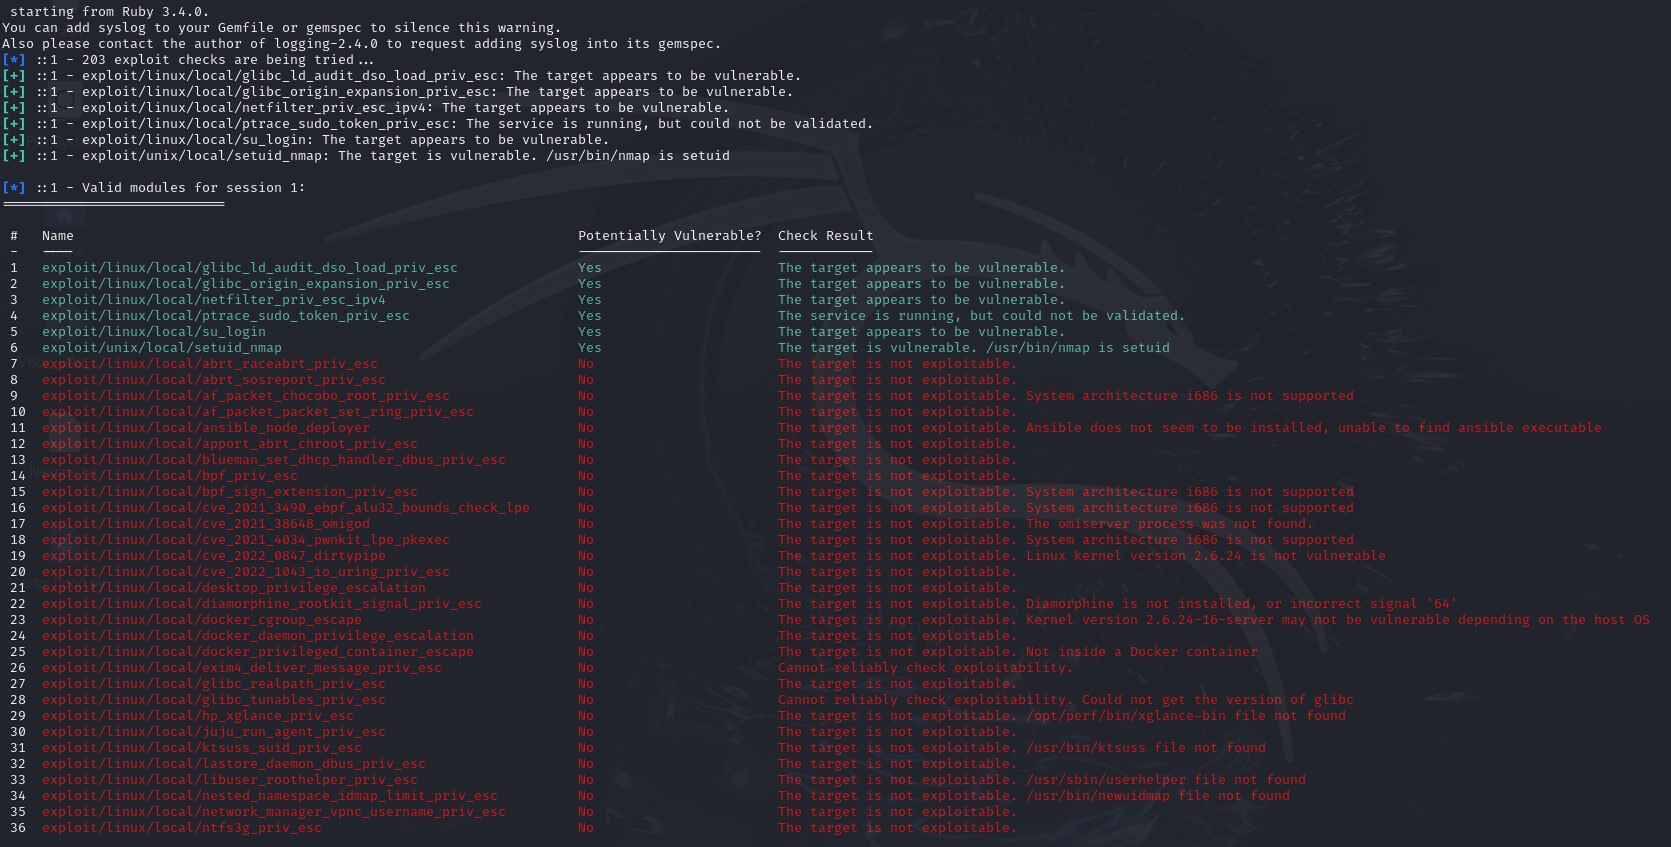 starting from Ruby 3.4.0.
You can add syslog to your Gemfile or gemspec to silence this warning.
Also please contact the author of logging-2.4.0 to request adding syslog into its gemspec.
[*] ::1 - 203 exploit checks are being tried...
[+] ::1 - exploit/linux/local/glibc_ld_audit_dso_load_priv_esc: The target appears to be vulnerable.
[+] ::1 - exploit/linux/local/glibc_origin_expansion_priv_esc: The target appears to be vulnerable.
[+] ::1 - exploit/linux/local/netfilter_priv_esc_ipv4: The target appears to be vulnerable.
[+] ::1 - exploit/linux/local/ptrace_sudo_token_priv_esc: The service is running, but could not be validated.
[+] ::1 - exploit/linux/local/su_login: The target appears to be vulnerable.
[+] ::1 - exploit/unix/local/setuid_nmap: The target is vulnerable. /usr/bin/nmap is setuid
[*] ::1 - Valid modules for session 1:
============================
# Name Potentially Vulnerable? Check Result
- ---- ----------------------- ------------
1 exploit/linux/local/glibc_ld_audit_dso_load_priv_esc Yes The target appears to be vulnerable.
2 exploit/linux/local/glibc_origin_expansion_priv_esc Yes The target appears to be vulnerable.
3 exploit/linux/local/netfilter_priv_esc_ipv4 Yes The target appears to be vulnerable.
4 exploit/linux/local/ptrace_sudo_token_priv_esc Yes The service is running, but could not be validated.
5 exploit/linux/local/su_login Yes The target appears to be vulnerable.
6 exploit/unix/local/setuid_nmap Yes The target is vulnerable. /usr/bin/nmap is setuid
7 exploit/linux/local/abrt_raceabrt_priv_esc No The target is not exploitable.
8 exploit/linux/local/abrt_sosreport_priv_esc No The target is not exploitable.
9 exploit/linux/local/af_packet_chocobo_root_priv_esc No The target is not exploitable. System architecture i686 is not supported
10 exploit/linux/local/af_packet_packet_set_ring_priv_esc No The target is not exploitable.
11 exploit/linux/local/ansible_node_deployer No The target is not exploitable. Ansible does not seem to be installed, unable to find ansible executable
12 exploit/linux/local/apport_abrt_chroot_priv_esc No The target is not exploitable.
13 exploit/linux/local/blueman_set_dhcp_handler_dbus_priv_esc No The target is not exploitable.
14 exploit/linux/local/bpf_priv_esc No The target is not exploitable.
15 exploit/linux/local/bpf_sign_extension_priv_esc No The target is not exploitable. System architecture i686 is not supported
16 exploit/linux/local/cve_2021_3490_ebpf_alu32_bounds_check_lpe No The target is not exploitable. System architecture i686 is not supported
17 exploit/linux/local/cve_2021_38648_omigod No The target is not exploitable. The omiserver process was not found.
18 exploit/linux/local/cve_2021_4034_pwnkit_lpe_pkexec No The target is not exploitable. System architecture i686 is not supported
19 exploit/linux/local/cve_2022_0847_dirtypipe No The target is not exploitable. Linux kernel version 2.6.24 is not vulnerable
20 exploit/linux/local/cve_2022_1043_io_uring_priv_esc No The target is not exploitable.
21 exploit/linux/local/desktop_privilege_escalation No The target is not exploitable.
22 exploit/linux/local/diamorphine_rootkit_signal_priv_esc No The target is not exploitable. Diamorphine is not installed, or incorrect signal '64'
23 exploit/linux/local/docker_cgroup_escape No The target is not exploitable. Kernel version 2.6.24-16-server may not be vulnerable depending on the host OS
24 exploit/linux/local/docker_daemon_privilege_escalation No The target is not exploitable.
25 exploit/linux/local/docker_privileged_container_escape No The target is not exploitable. Not inside a Docker container
26 exploit/linux/local/exim4_deliver_message_priv_esc No Cannot reliably check exploitability.
27 exploit/linux/local/glibc_realpath_priv_esc No The target is not exploitable.
28 exploit/linux/local/glibc_tunables_priv_esc No Cannot reliably check exploitability. Could not get the version of glibc
29 exploit/linux/local/hp_xglance_priv_esc No The target is not exploitable. /opt/perf/bin/xglance-bin file not found
30 exploit/linux/local/juju_run_agent_priv_esc No The target is not exploitable.
31 exploit/linux/local/ktsuss_suid_priv_esc No The target is not exploitable. /usr/bin/ktsuss file not found
32 exploit/linux/local/lastore_daemon_dbus_priv_esc No The target is not exploitable.
33 exploit/linux/local/libuser_roothelper_priv_esc No The target is not exploitable. /usr/sbin/userhelper file not found
34 exploit/linux/local/nested_namespace_idmap_limit_priv_esc No The target is not exploitable. /usr/bin/newuidmap file not found
35 exploit/linux/local/network_manager_vpnc_username_priv_esc No The target is not exploitable.
36 exploit/linux/local/ntfs3g_priv_esc No The target is not exploitable.